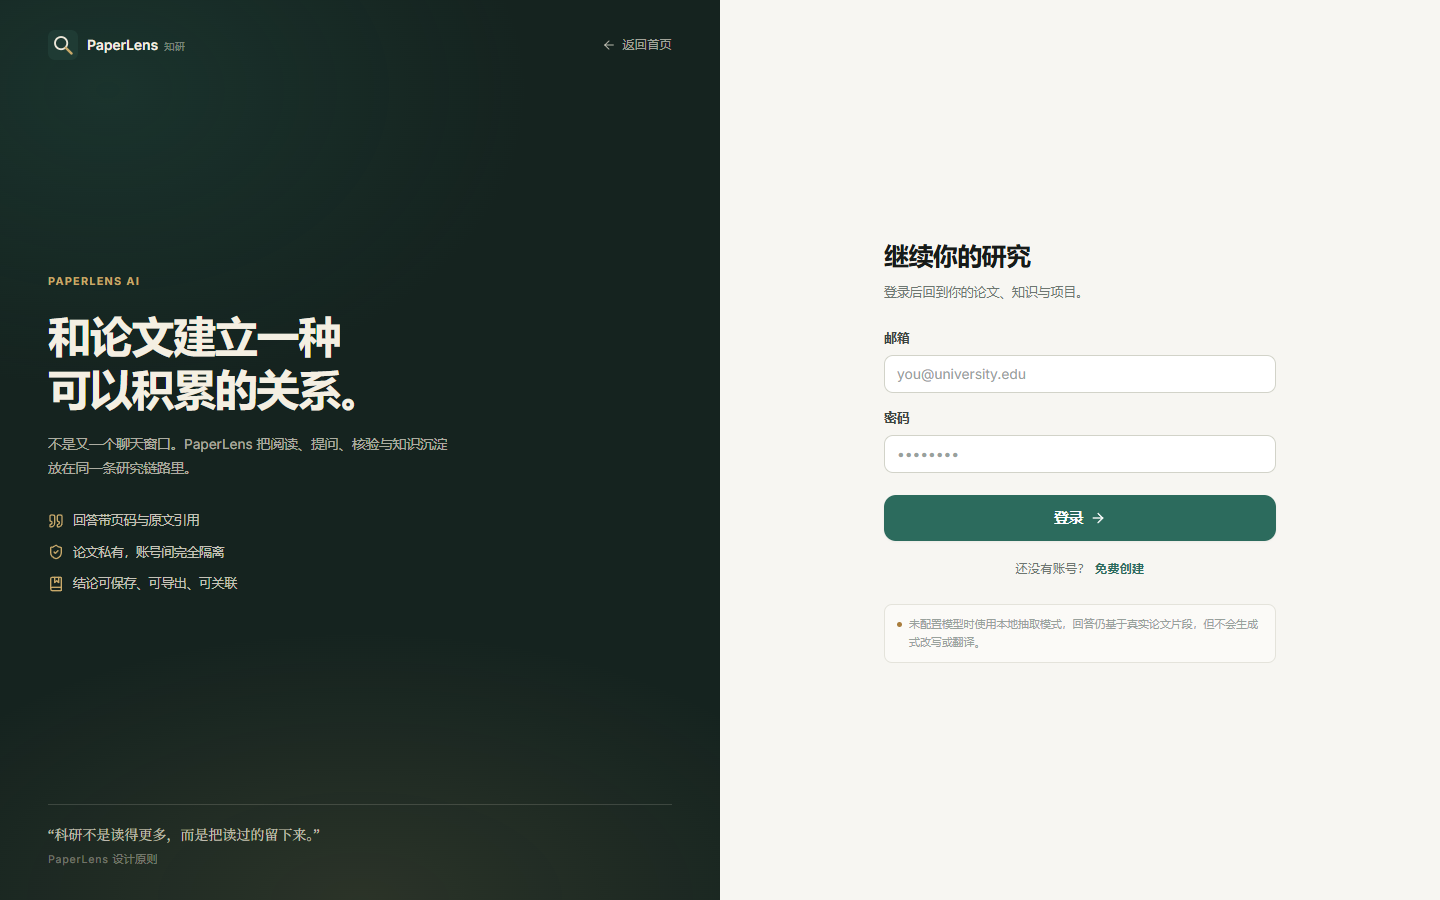 PaperLens 知研
返回首页
PAPERLENS AI
和论文建立一种
可以积累的关系。
不是又一个聊天窗口。PaperLens 把阅读、提问、核验与知识沉淀
放在同一条研究链路里。
回答带页码与原文引用
论文私有，账号间完全隔离
结论可保存、可导出、可关联
“科研不是读得更多，而是把读过的留下来。”
PaperLens 设计原则
继续你的研究
登录后回到你的论文、知识与项目。
邮箱
you@university.edu
密码
••••••••
登录
还没有账号？ 免费创建
未配置模型时使用本地抽取模式，回答仍基于真实论文片段，但不会生成
式改写或翻译。